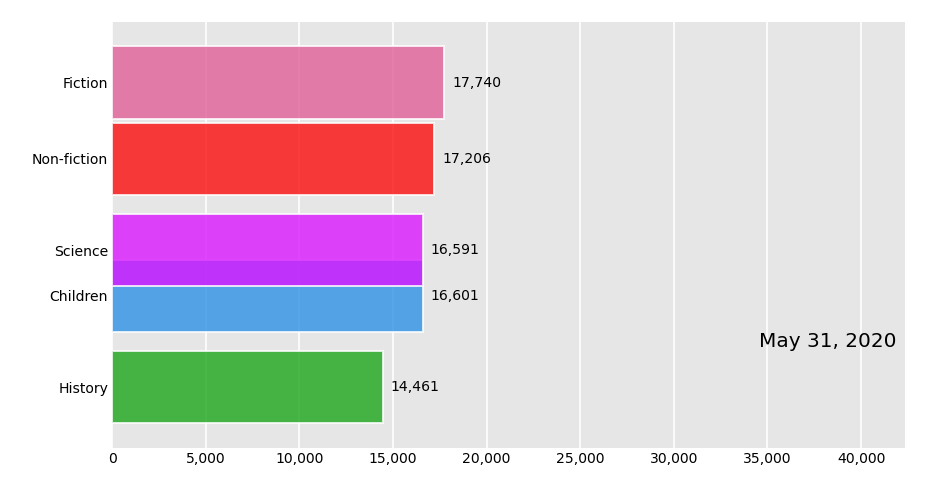 Fiction 17,740
Non-fiction 17,206
Science 16,591
Children 16,601
May 31, 2020
History 14,461
0 5,000 10,000 15,000 20,000 25,000 30,000 35,000 40,000